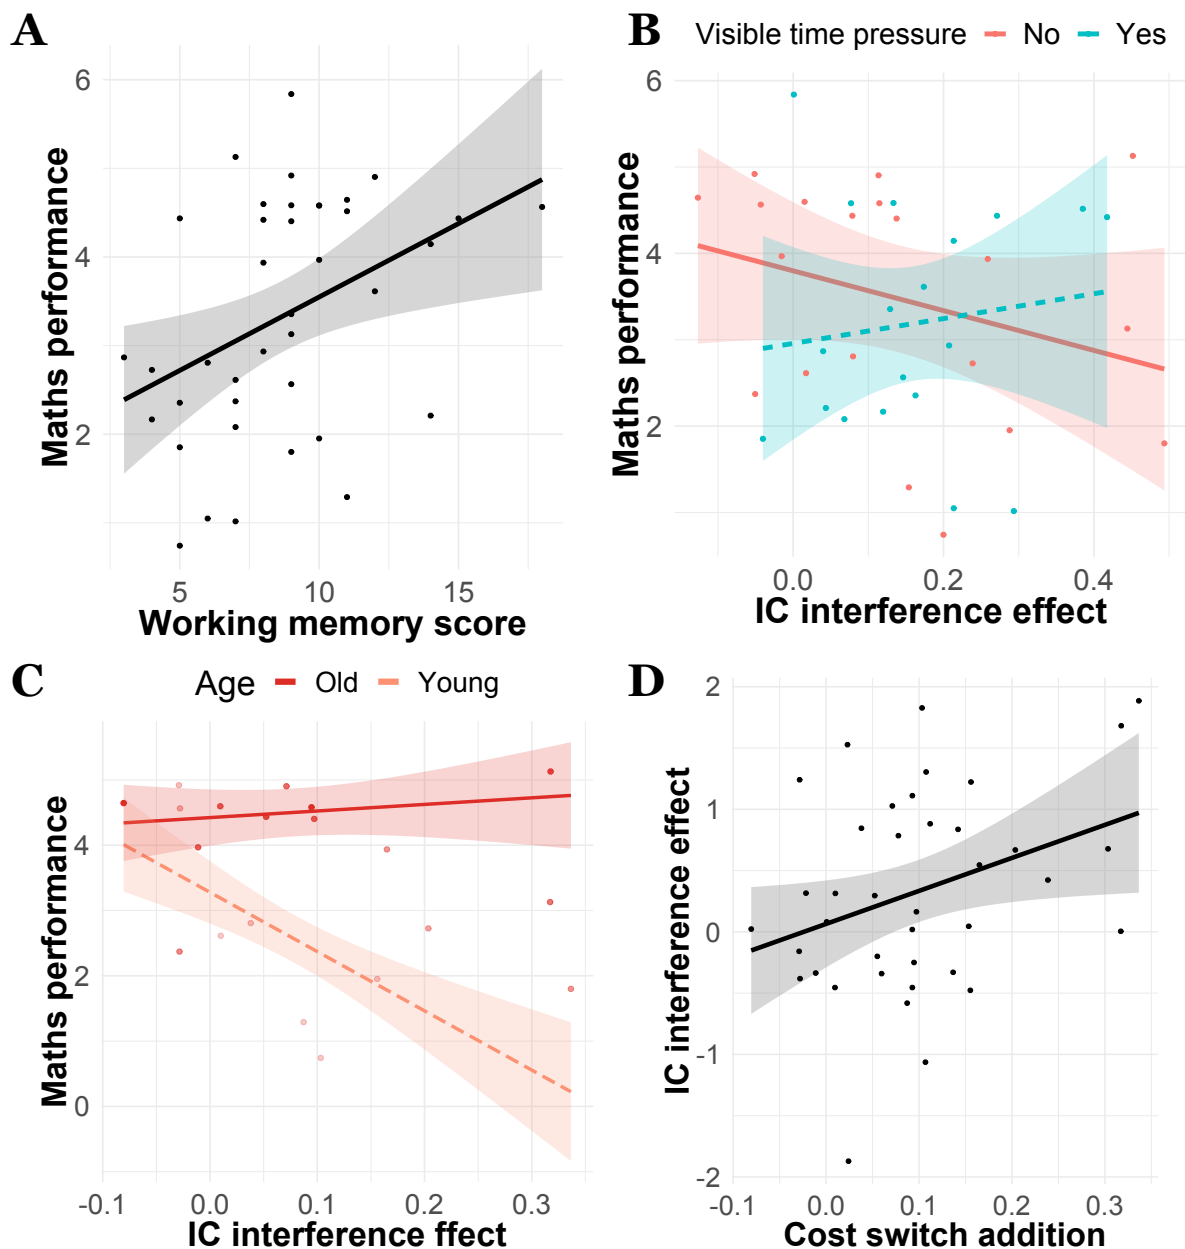 A
Maths performance
6
4
2
5 10 15
Working memory score
B
Visible time pressure No Yes
Maths performance
6
4
2
0.0 0.2 0.4
IC interference effect
C
Age Old Young
Maths performance
4
2
0
-0.1 0.0 0.1 0.2 0.3
IC interference ffect
D
IC interference effect
2
1
0
-1
-2
-0.1 0.0 0.1 0.2 0.3
Cost switch addition